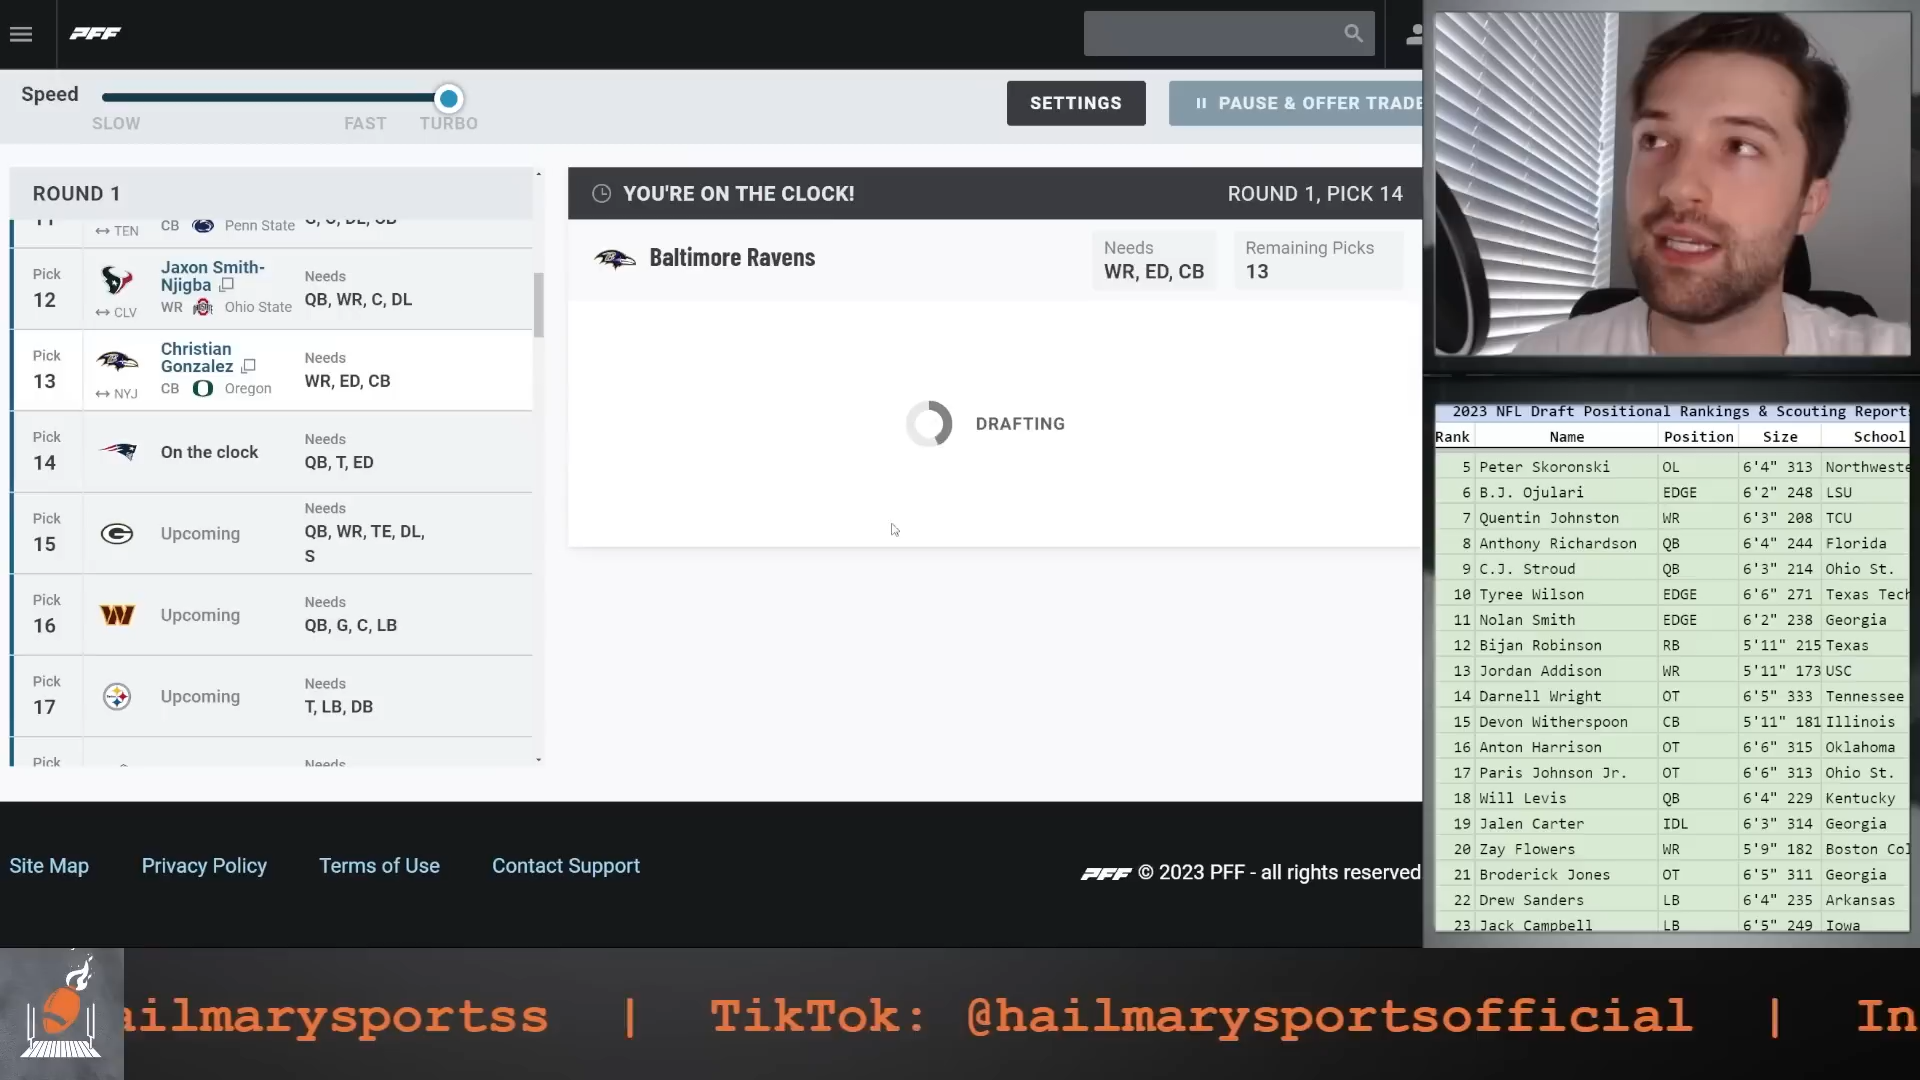 PFF
Speed
SLOW
FAST
TURBO
SETTINGS
PAUSE & OFFER TRADE
ROUND 1
TEN
CB Penn State
Pick 12
CLV
Jaxon Smith-
Njigba
WR Ohio State
Needs
QB, WR, C, DL
Pick 13
NYJ
Christian
Gonzalez
CB Oregon
Needs
WR, ED, CB
Pick 14
On the clock
Needs
QB, T, ED
Pick 15
Upcoming
Needs
QB, WR, TE, DL,
S
Pick 16
Upcoming
Needs
QB, G, C, LB
Pick 17
Upcoming
Needs
T, LB, DB
Pick
Needs
YOU'RE ON THE CLOCK!
ROUND 1, PICK 14
Baltimore Ravens
Needs
WR, ED, CB
Remaining Picks
13
DRAFTING
Site Map
Privacy Policy
Terms of Use
Contact Support
PFF © 2023 PFF - all rights reserved
2023 NFL Draft Positional Rankings & Scouting Reports
Rank Name Position Size School
5 Peter Skoronski OL 6'4" 313 Northweste
6 B.J. Ojulari EDGE 6'2" 248 LSU
7 Quentin Johnston WR 6'3" 208 TCU
8 Anthony Richardson QB 6'4" 244 Florida
9 C.J. Stroud QB 6'3" 214 Ohio St.
10 Tyree Wilson EDGE 6'6" 271 Texas Tech
11 Nolan Smith EDGE 6'2" 238 Georgia
12 Bijan Robinson RB 5'11" 215 Texas
13 Jordan Addison WR 5'11" 173 USC
14 Darnell Wright OT 6'5" 333 Tennessee
15 Devon Witherspoon CB 5'11" 181 Illinois
16 Anton Harrison OT 6'6" 315 Oklahoma
17 Paris Johnson Jr. OT 6'6" 313 Ohio St.
18 Will Levis QB 6'4" 229 Kentucky
19 Jalen Carter IDL 6'3" 314 Georgia
20 Zay Flowers WR 5'9" 182 Boston Col
21 Broderick Jones OT 6'5" 311 Georgia
22 Drew Sanders LB 6'4" 235 Arkansas
23 Jack Campbell LB 6'5" 249 Iowa
ailmarysportss | TikTok: @hailmarysportsofficial | In